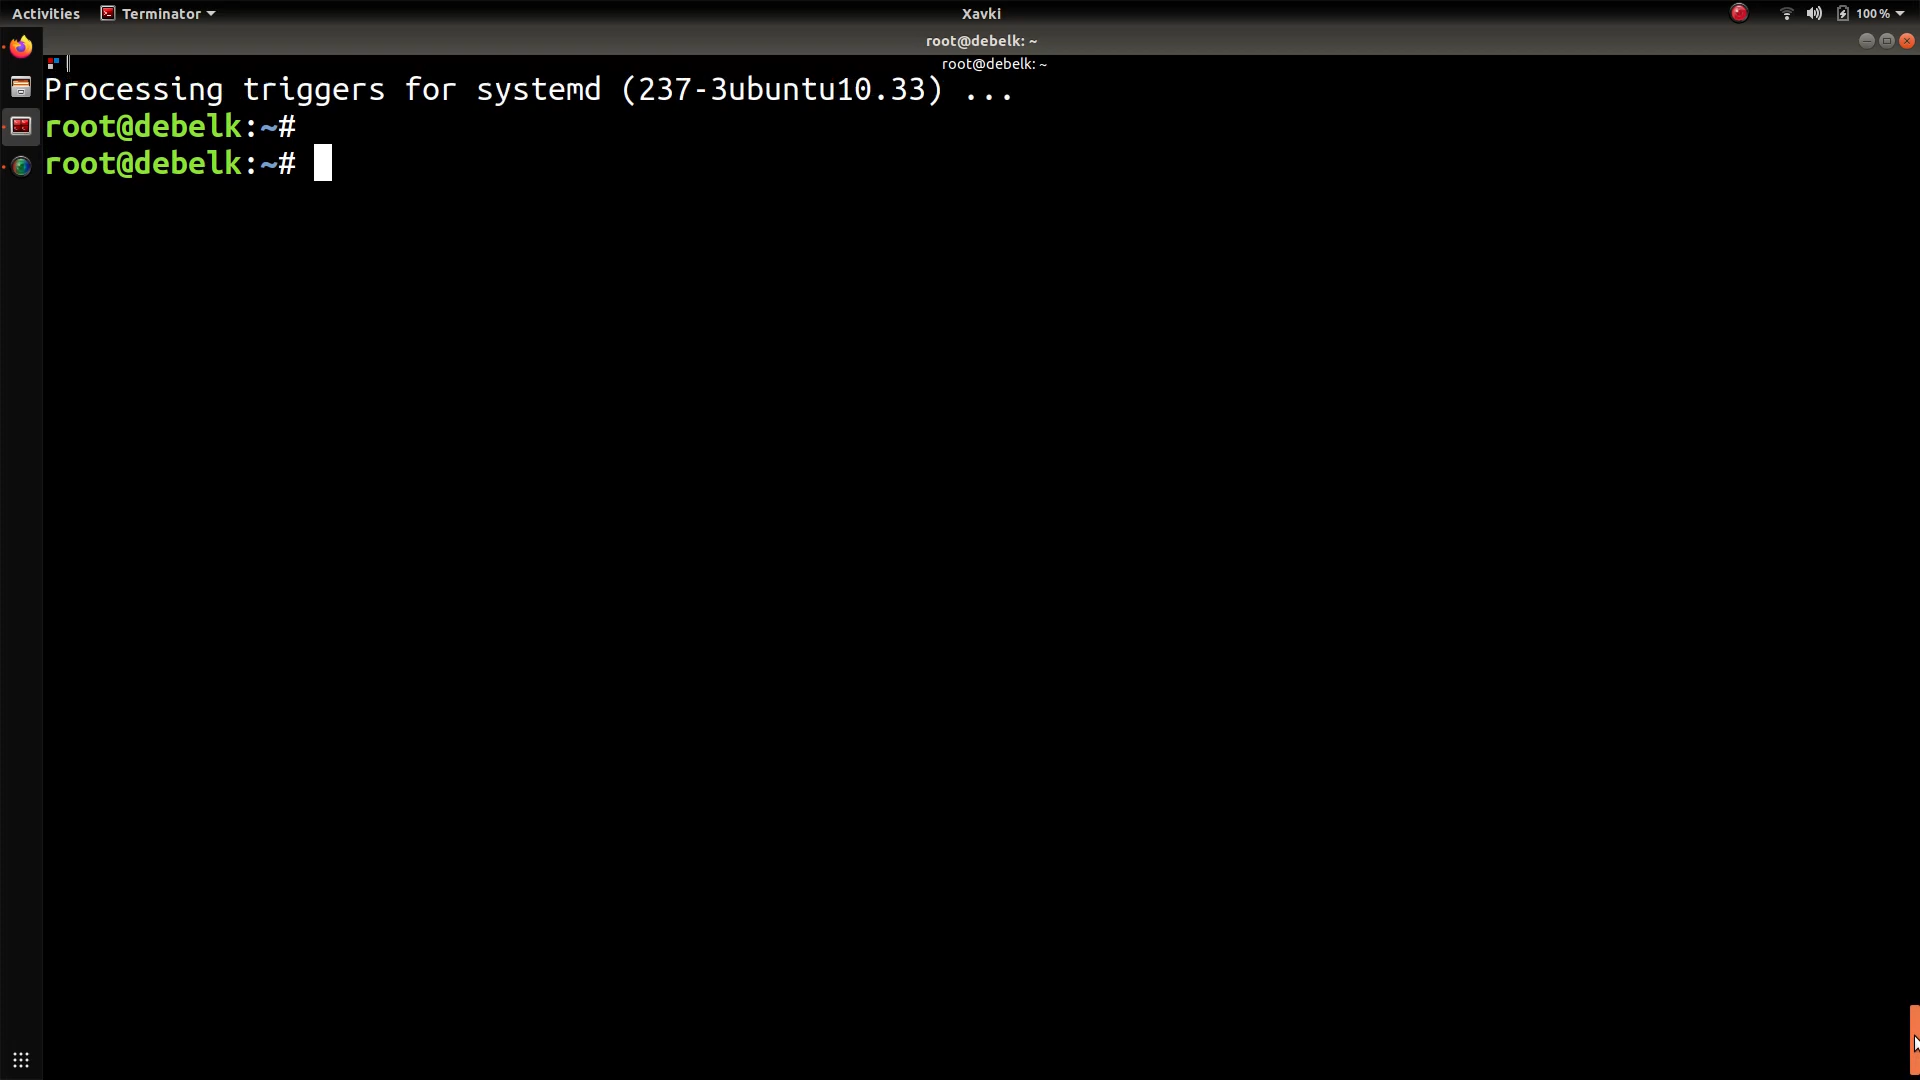 Activities Terminator Xavki 100 %
root@debelk: ~
root@debelk: ~
Processing triggers for systemd (237-3ubuntu10.33) ...
root@debelk:~#
root@debelk:~#